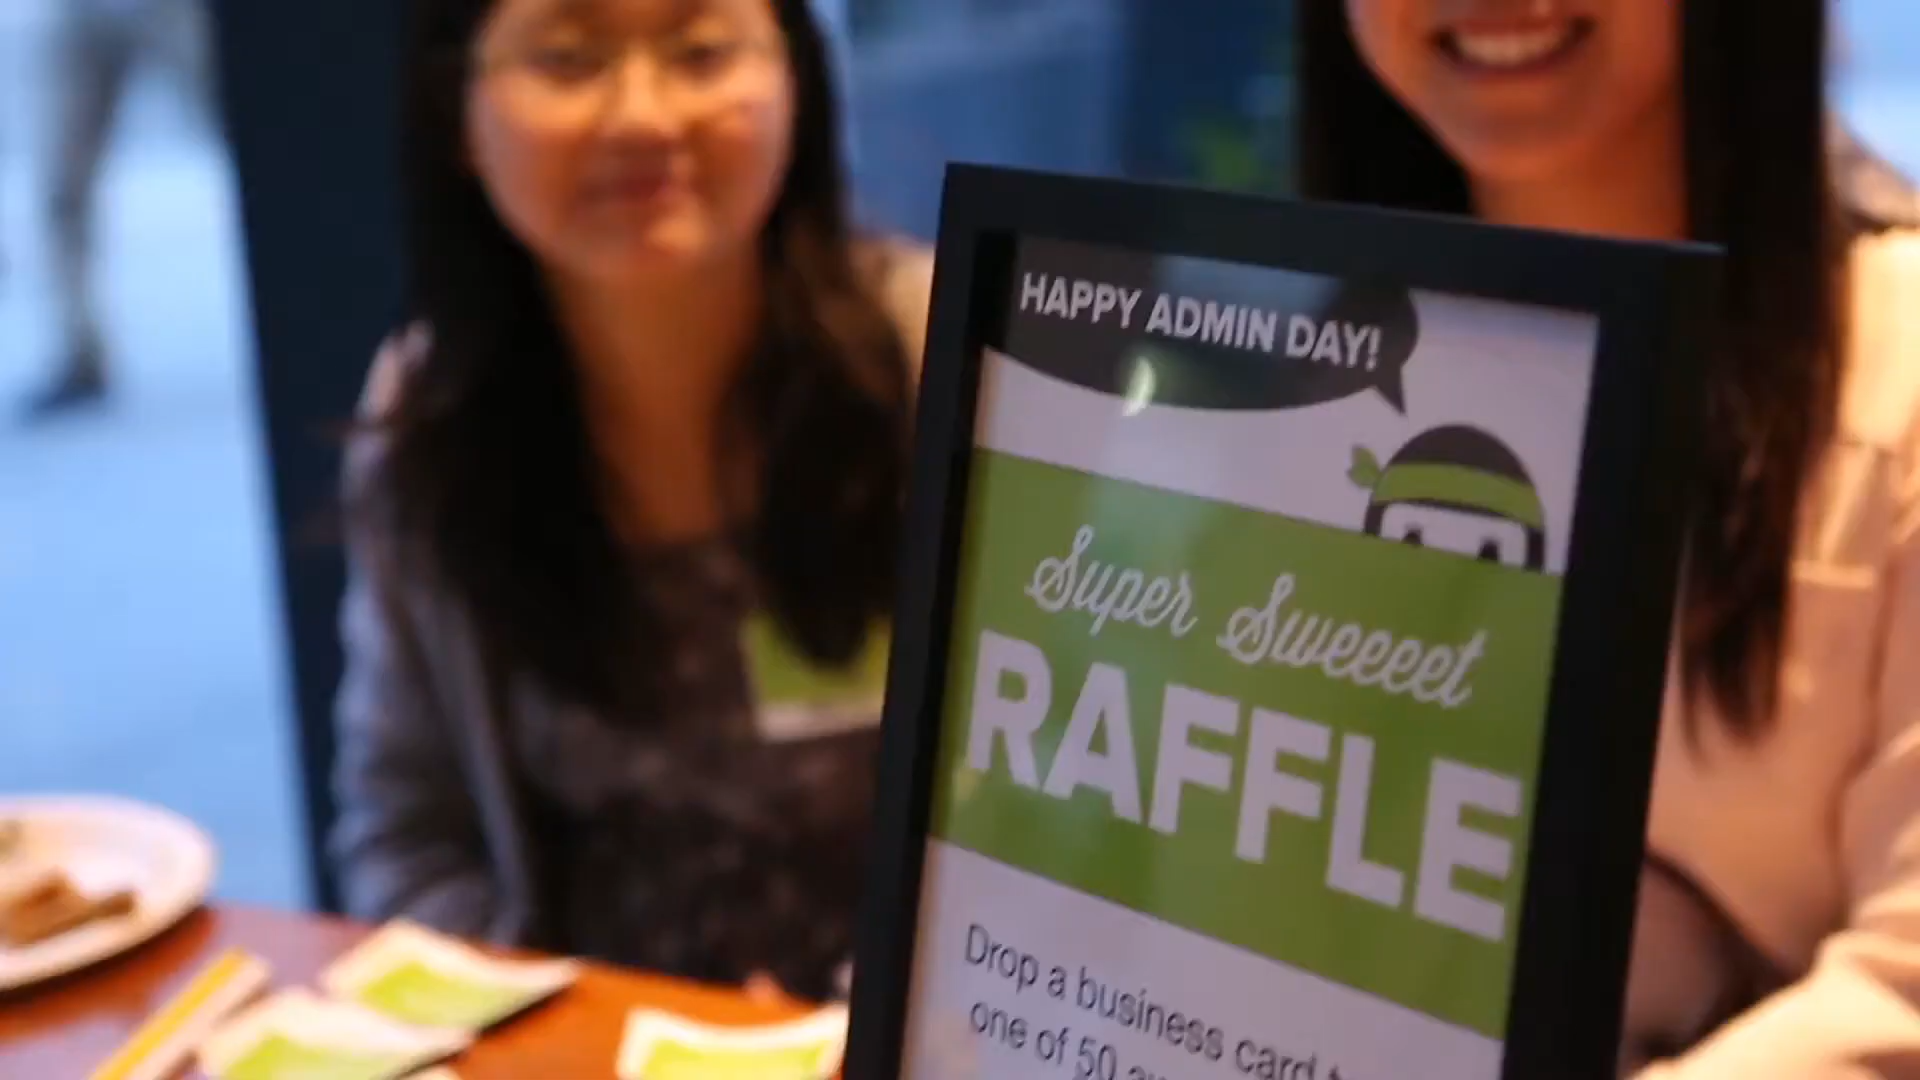 HAPPY ADMIN DAY!
Super Sweeeet
RAFFLE
Drop a business card
one of 50